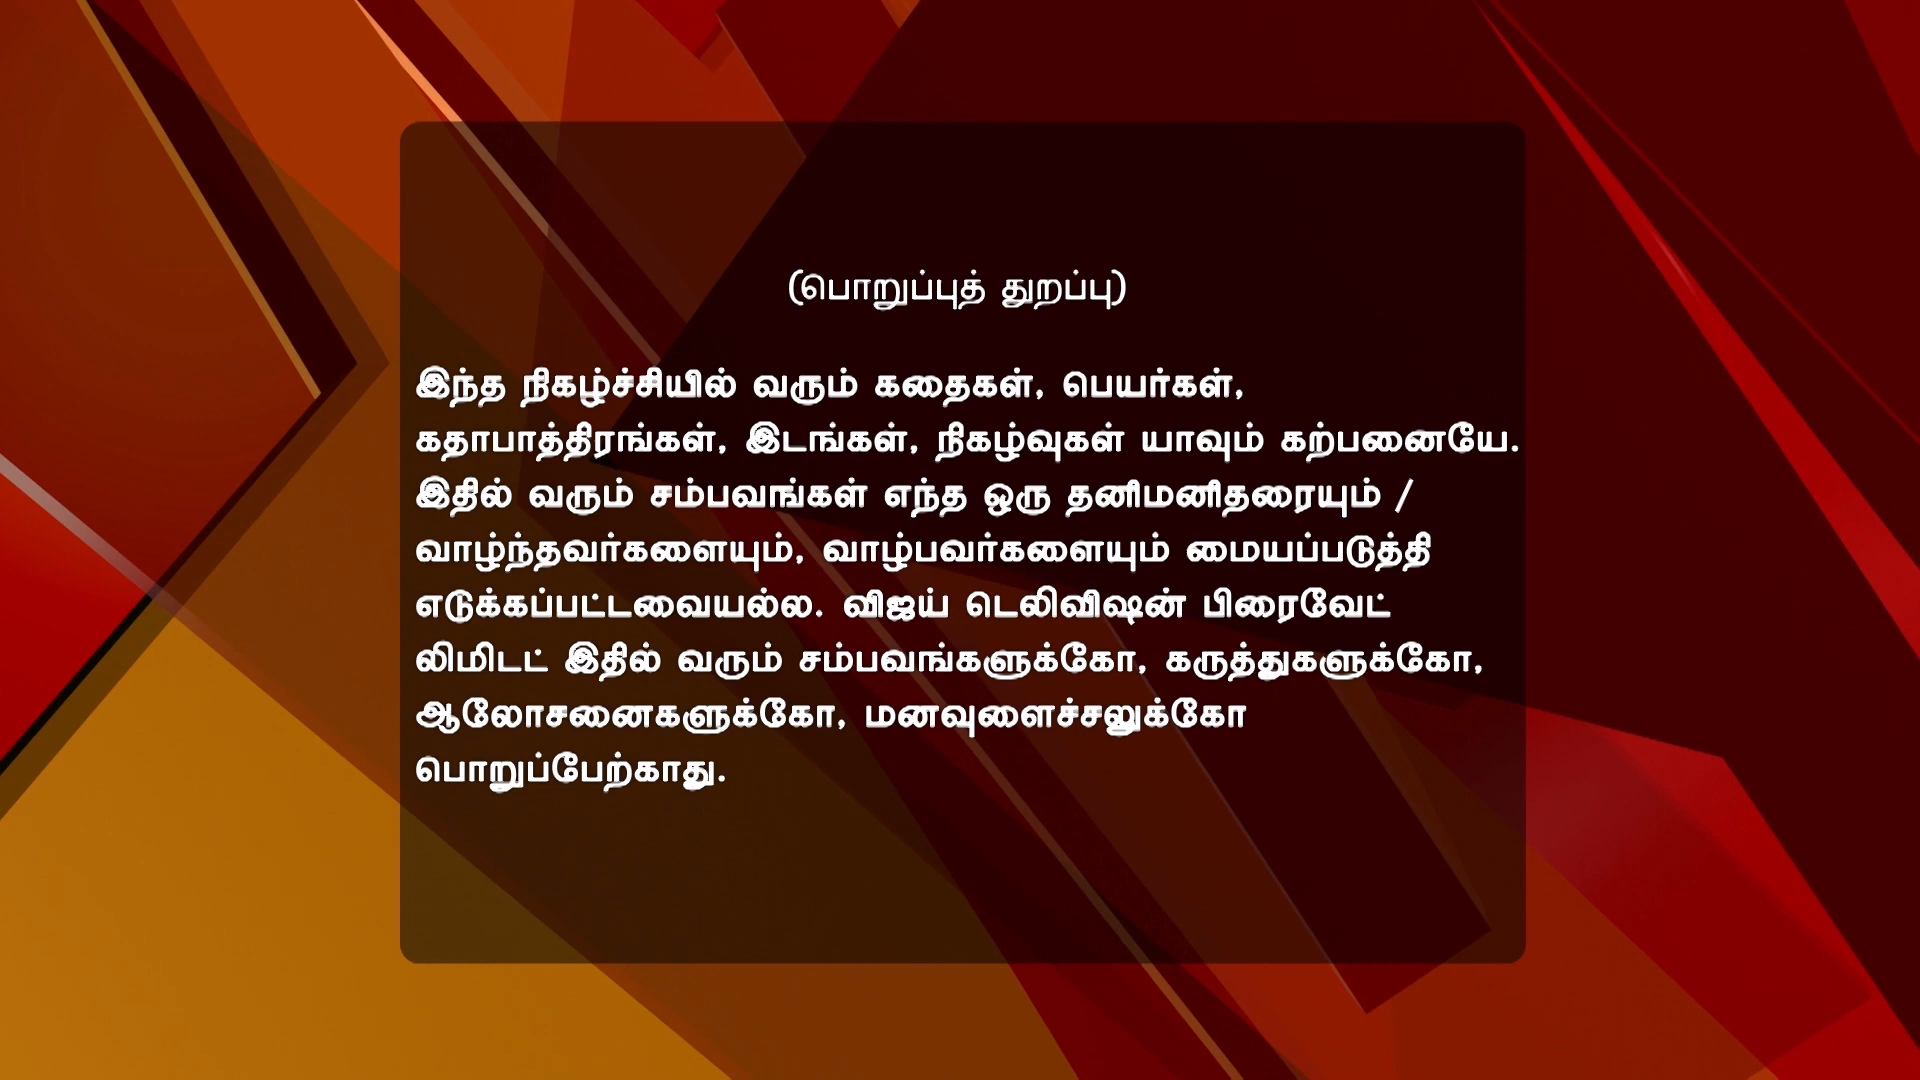 (பொறுப்புத் துறப்பு)
இந்த நிகழ்ச்சியில் வரும் கதைகள், பெயர்கள்,
கதாபாத்திரங்கள், இடங்கள், நிகழ்வுகள் யாவும் கற்பனையே.
இதில் வரும் சம்பவங்கள் எந்த ஒரு தனிமனிதரையும் /
வாழ்ந்தவர்களையும், வாழ்பவர்களையும் மையப்படுத்தி
எடுக்கப்பட்டவையல்ல. விஜய் டெலிவிஷன் பிரைவேட்
லிமிடட் இதில் வரும் சம்பவங்களுக்கோ, கருத்துகளுக்கோ,
ஆலோசனைகளுக்கோ, மனவுளைச்சலுக்கோ
பொறுப்பேற்காது.